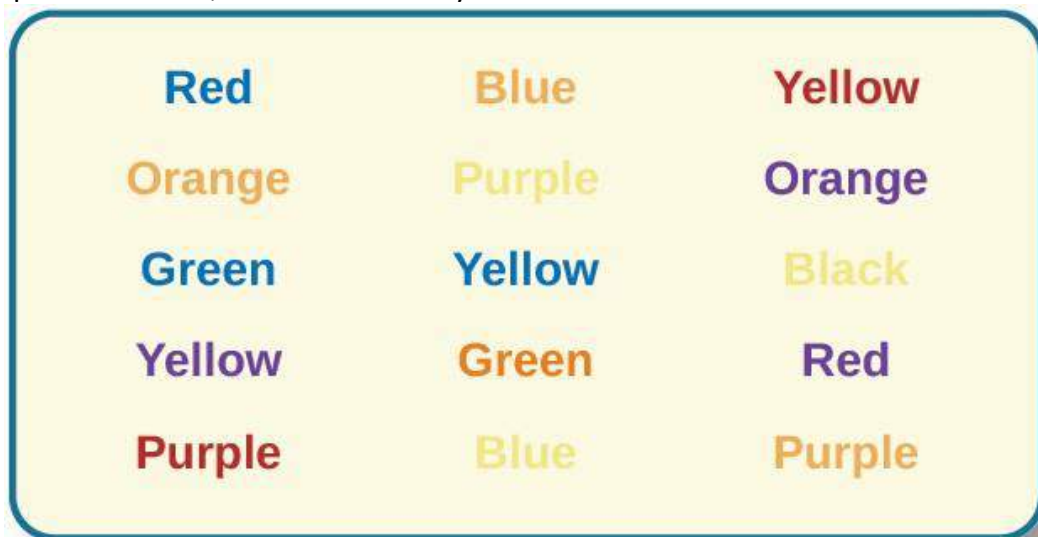 Red Blue Yellow
Orange Purple Orange
Green Yellow Black
Yellow Green Red
Purple Blue Purple